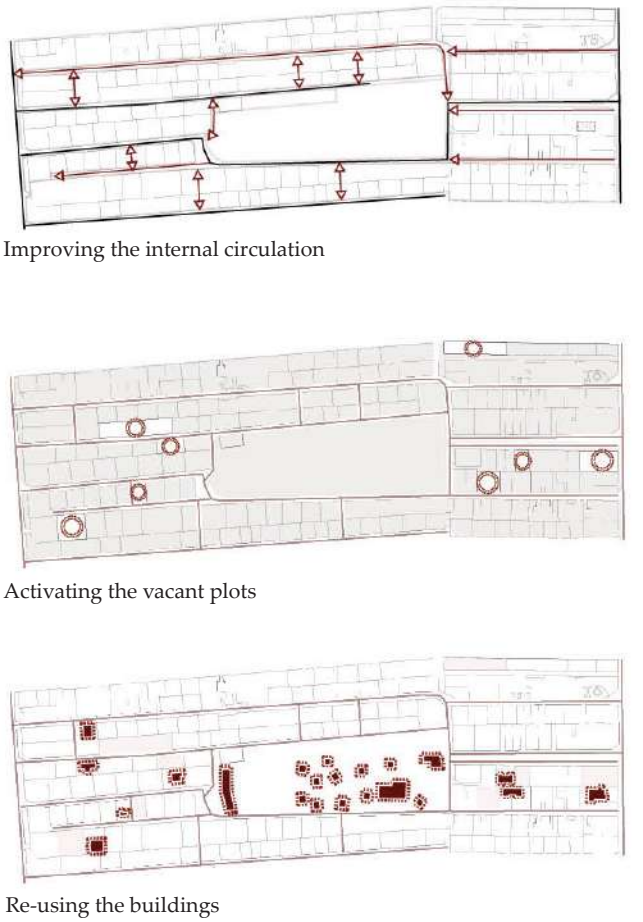 Improving the internal circulation
Activating the vacant plots
Re-using the buildings